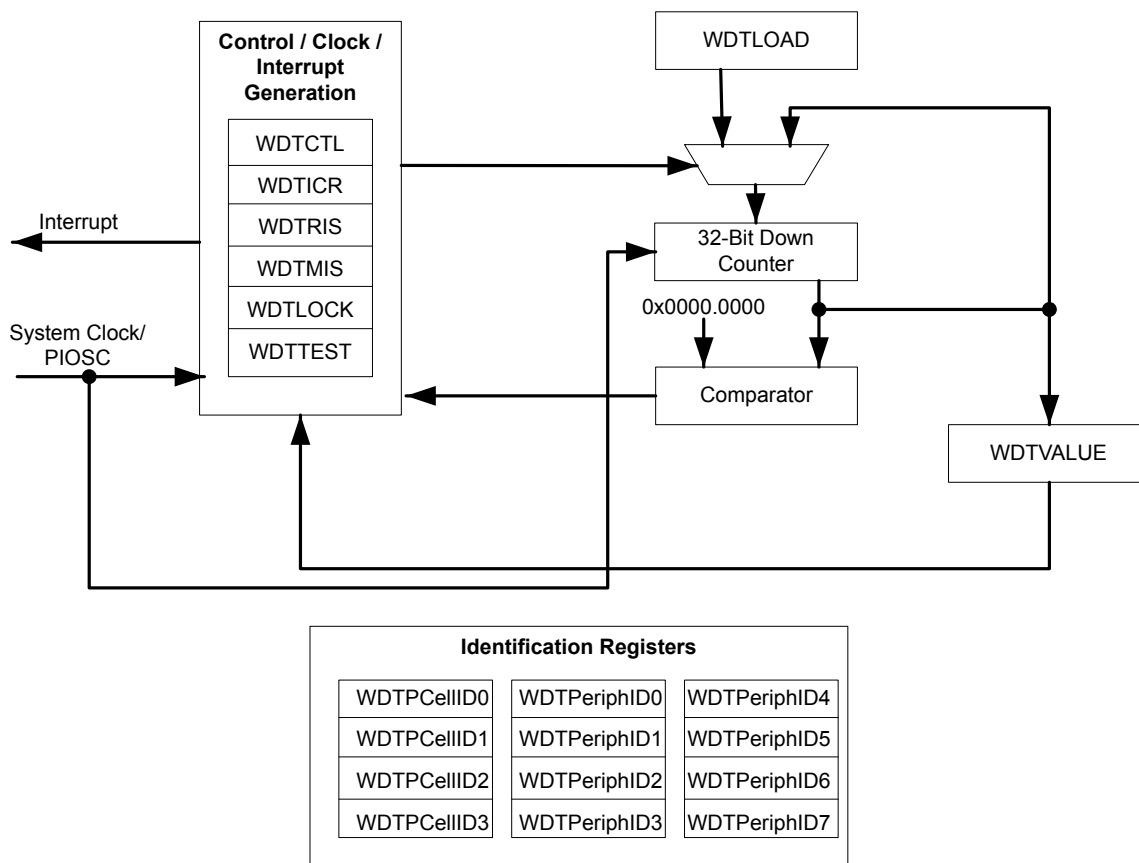 Control / Clock /
Interrupt
Generation
WDTCTL
WDTICR
WDTRIS
WDTMIS
WDTLOCK
WDTTEST
Interrupt
System Clock/
PIOSC
WDTLOAD
32-Bit Down
Counter
0x0000.0000
Comparator
WDTVALUE
Identification Registers
WDTPCellID0 WDTPeriphID0 WDTPeriphID4
WDTPCellID1 WDTPeriphID1 WDTPeriphID5
WDTPCellID2 WDTPeriphID2 WDTPeriphID6
WDTPCellID3 WDTPeriphID3 WDTPeriphID7